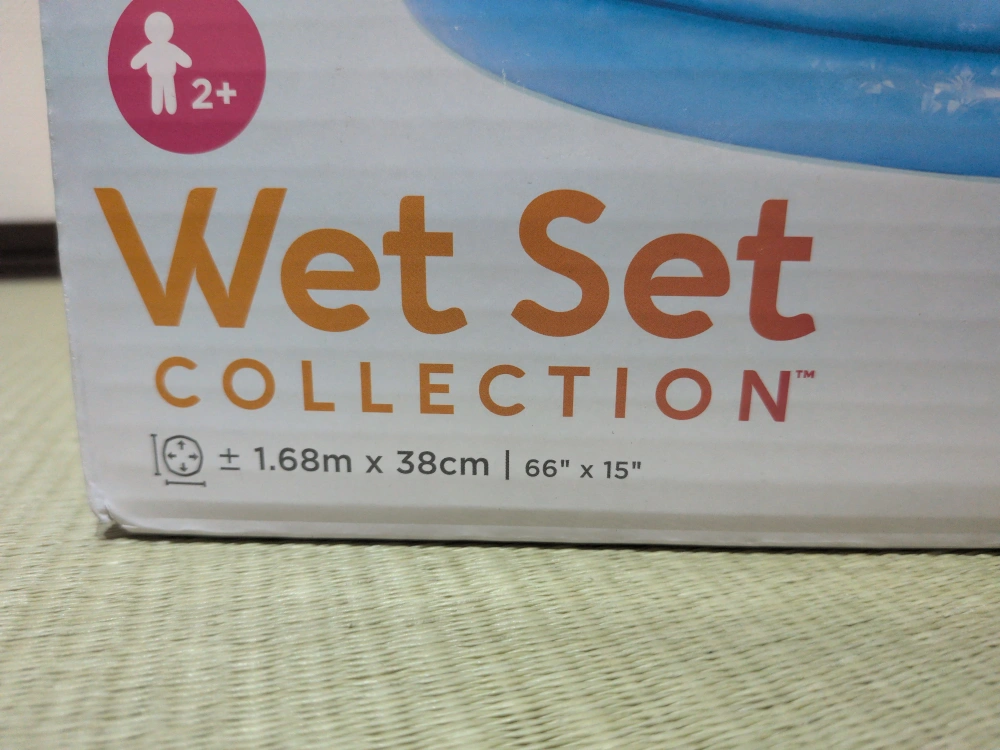 2+
Wet Set
COLLECTION™
± 1.68m x 38cm | 66" x 15"